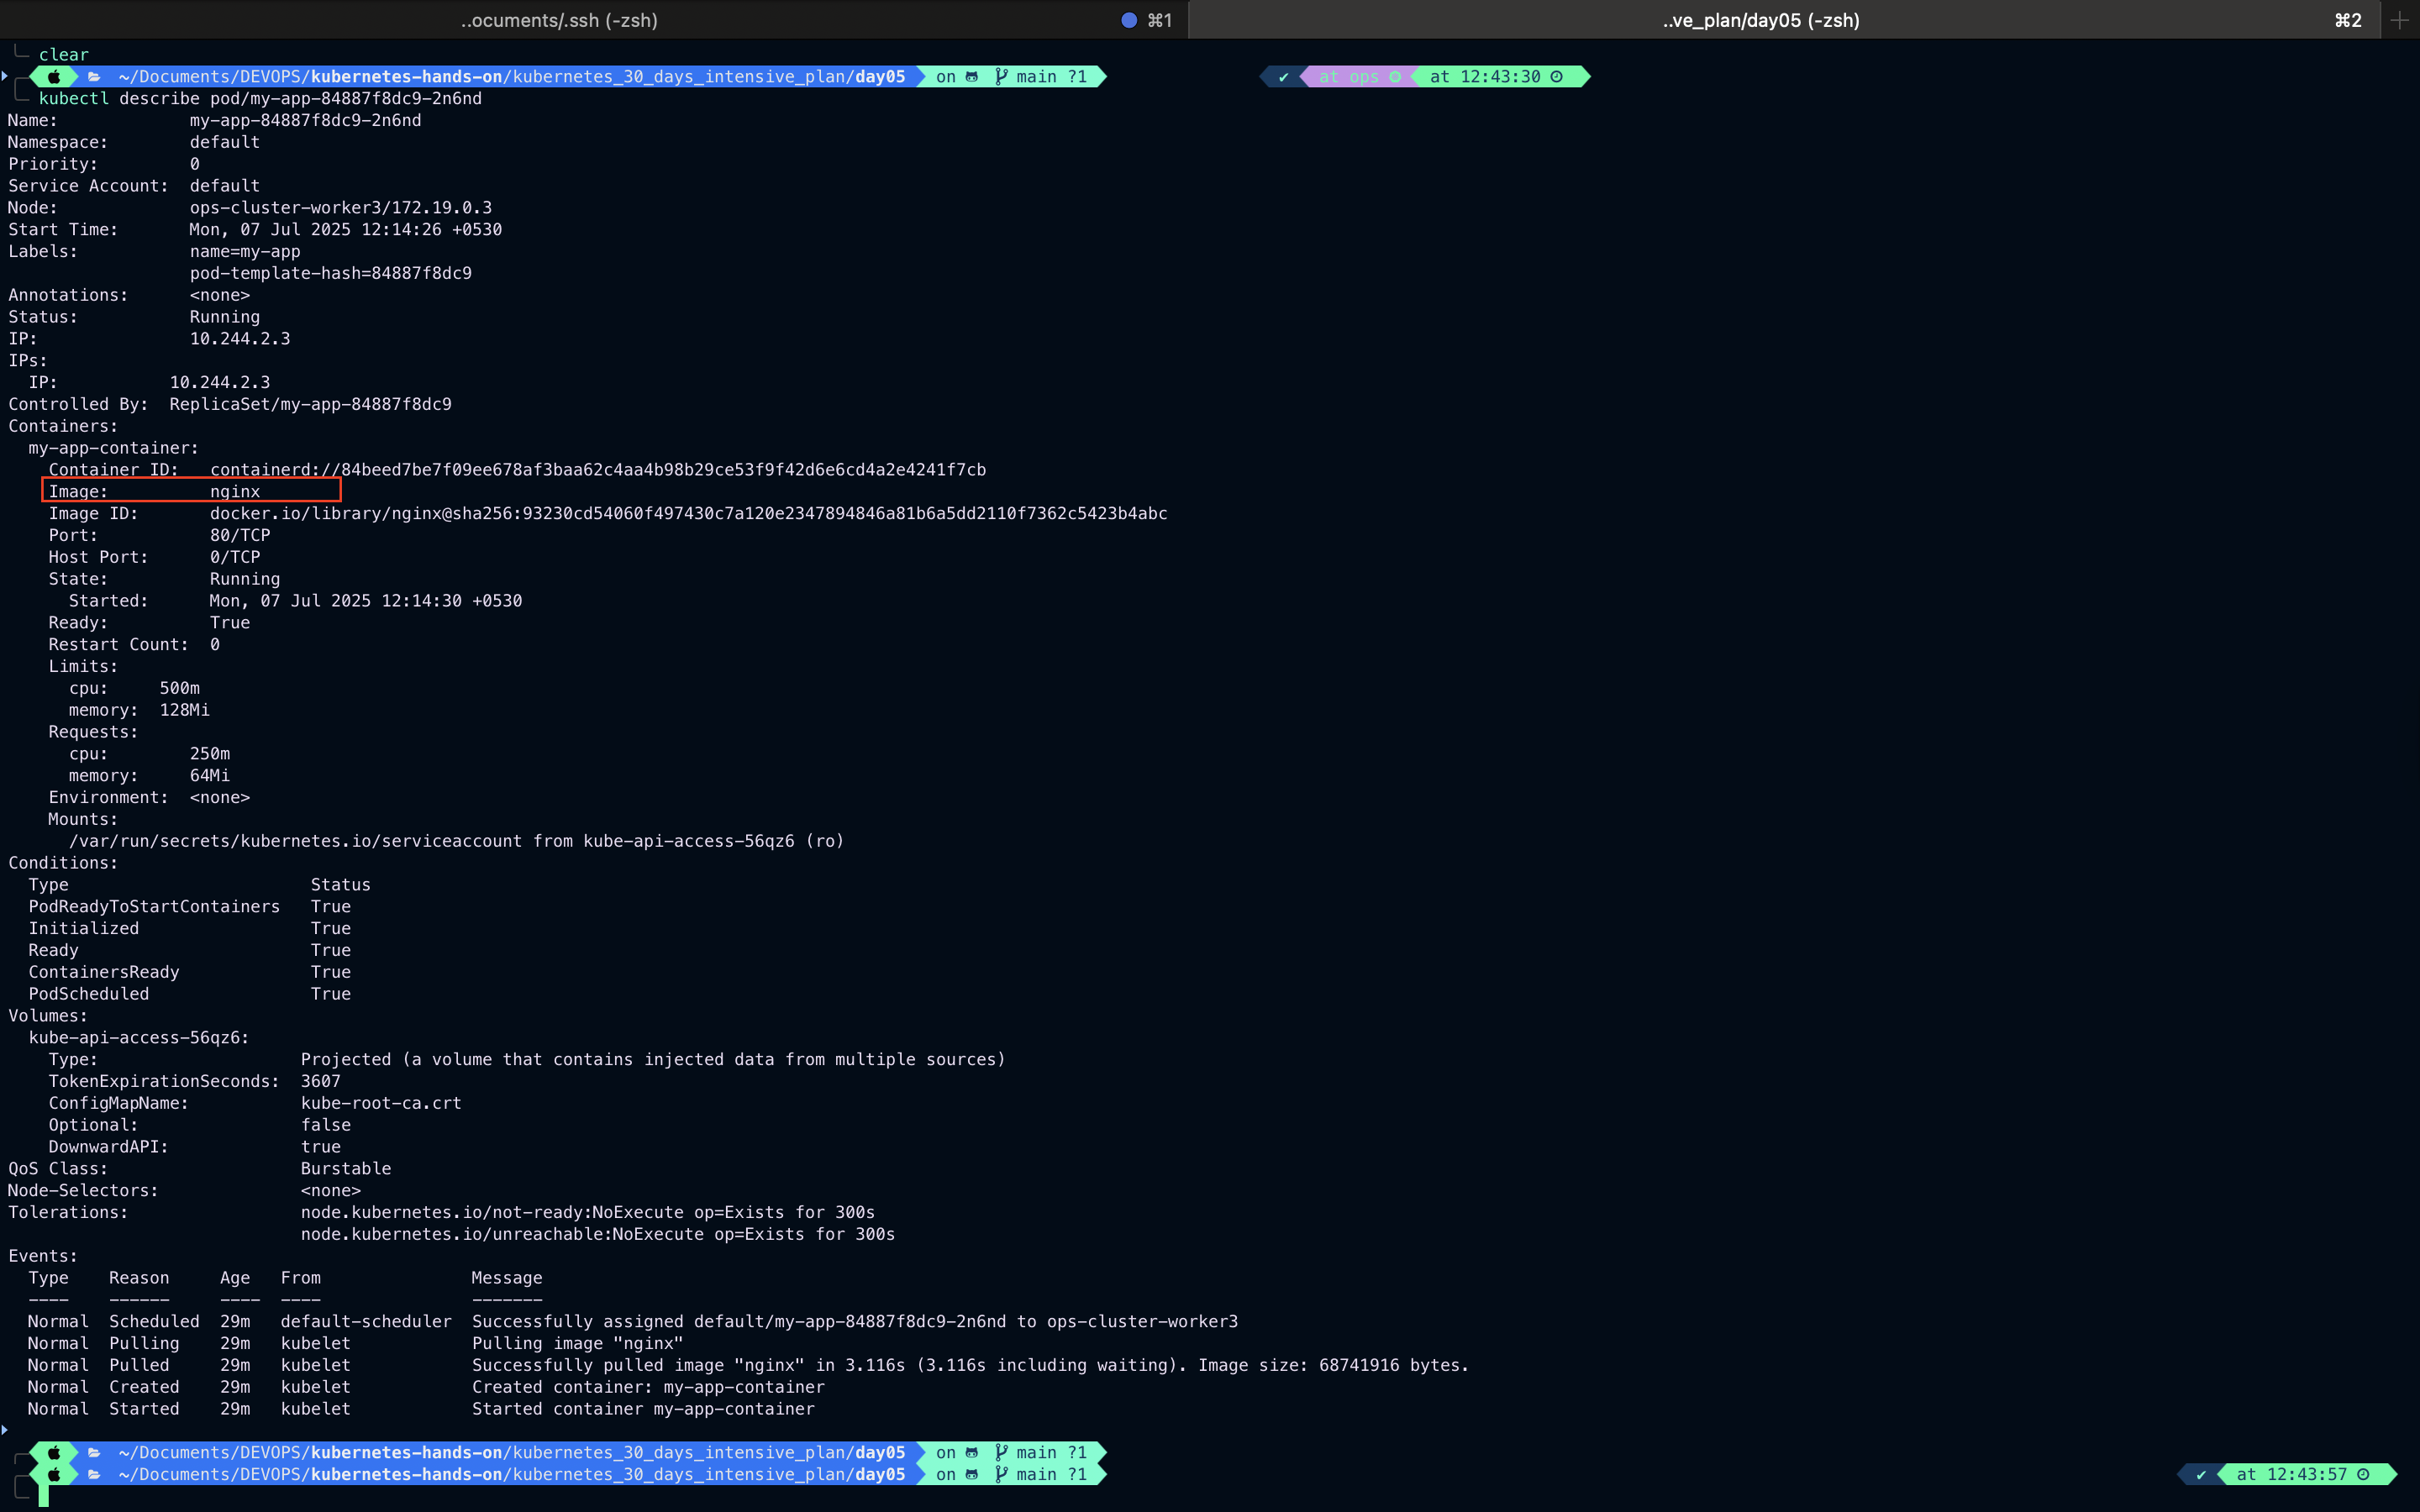 ..ocuments/.ssh (-zsh) ⌘1 ..ve_plan/day05 (-zsh) ⌘2
clear
~/Documents/DEVOPS/kubernetes-hands-on/kubernetes_30_days_intensive_plan/day05 on main ?1 ✔ at ops at 12:43:30
kubectl describe pod/my-app-84887f8dc9-2n6nd
Name: my-app-84887f8dc9-2n6nd
Namespace: default
Priority: 0
Service Account: default
Node: ops-cluster-worker3/172.19.0.3
Start Time: Mon, 07 Jul 2025 12:14:26 +0530
Labels: name=my-app
pod-template-hash=84887f8dc9
Annotations: <none>
Status: Running
IP: 10.244.2.3
IPs:
IP: 10.244.2.3
Controlled By: ReplicaSet/my-app-84887f8dc9
Containers:
my-app-container:
Container ID: containerd://84beed7be7f09ee678af3baa62c4aa4b98b29ce53f9f42d6e6cd4a2e4241f7cb
Image: nginx
Image ID: docker.io/library/nginx@sha256:93230cd54060f497430c7a120e2347894846a81b6a5dd2110f7362c5423b4abc
Port: 80/TCP
Host Port: 0/TCP
State: Running
Started: Mon, 07 Jul 2025 12:14:30 +0530
Ready: True
Restart Count: 0
Limits:
cpu: 500m
memory: 128Mi
Requests:
cpu: 250m
memory: 64Mi
Environment: <none>
Mounts:
/var/run/secrets/kubernetes.io/serviceaccount from kube-api-access-56qz6 (ro)
Conditions:
Type Status
PodReadyToStartContainers True
Initialized True
Ready True
ContainersReady True
PodScheduled True
Volumes:
kube-api-access-56qz6:
Type: Projected (a volume that contains injected data from multiple sources)
TokenExpirationSeconds: 3607
ConfigMapName: kube-root-ca.crt
Optional: false
DownwardAPI: true
QoS Class: Burstable
Node-Selectors: <none>
Tolerations: node.kubernetes.io/not-ready:NoExecute op=Exists for 300s
node.kubernetes.io/unreachable:NoExecute op=Exists for 300s
Events:
Type Reason Age From Message
---- ------ ---- ---- -------
Normal Scheduled 29m default-scheduler Successfully assigned default/my-app-84887f8dc9-2n6nd to ops-cluster-worker3
Normal Pulling 29m kubelet Pulling image "nginx"
Normal Pulled 29m kubelet Successfully pulled image "nginx" in 3.116s (3.116s including waiting). Image size: 68741916 bytes.
Normal Created 29m kubelet Created container: my-app-container
Normal Started 29m kubelet Started container my-app-container
~/Documents/DEVOPS/kubernetes-hands-on/kubernetes_30_days_intensive_plan/day05 on main ?1
~/Documents/DEVOPS/kubernetes-hands-on/kubernetes_30_days_intensive_plan/day05 on main ?1 ✔ at 12:43:57